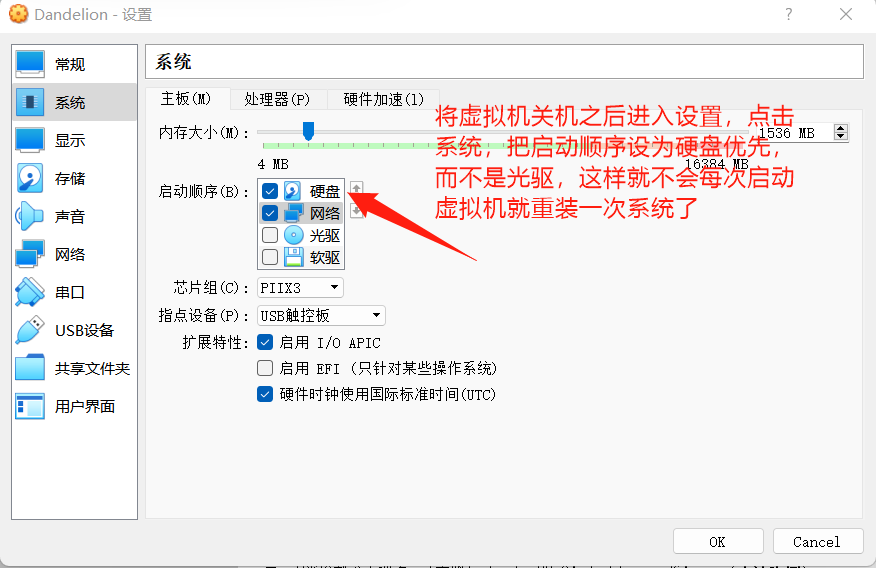 Dandelion - 设置
?
常规
系统
显示
存储
声音
网络
串口
USB设备
共享文件夹
用户界面
系统
主板(M) 处理器(P) 硬件加速(l)
内存大小(M): 1536 MB
4 MB 16384 MB
启动顺序(B): 硬盘
网络
光驱
软驱
将虚拟机关机之后进入设置，点击
系统，把启动顺序设为硬盘优先，
而不是光驱，这样就不会每次启动
虚拟机就重装一次系统了
芯片组(C): PIIX3
指点设备(P): USB触控板
扩展特性: 启用 I/O APIC
启用 EFI (只针对某些操作系统)
硬件时钟使用国际标准时间(UTC)
OK Cancel